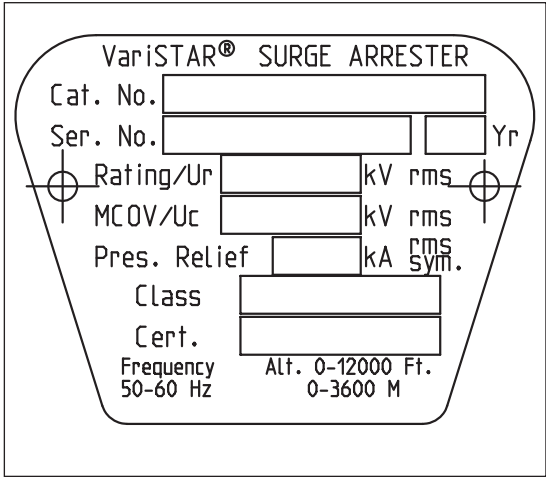 VariSTAR® SURGE ARRESTER
Cat. No.
Ser. No. Yr
Rating/Ur kV rms
MCOV/Uc kV rms
Pres. Relief kA rms sym.
Class
Cert.
Frequency Alt. 0-12000 Ft.
50-60 Hz 0-3600 M